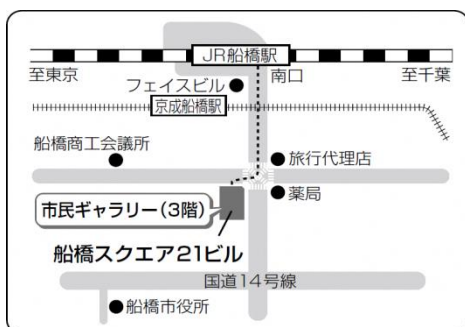 JR船橋駅
至東京
南口
至千葉
フェイスビル
京成船橋駅
船橋商工会議所
旅行代理店
薬局
市民ギャラリー(3階)
船橋スクエア21ビル
国道14号線
船橋市役所